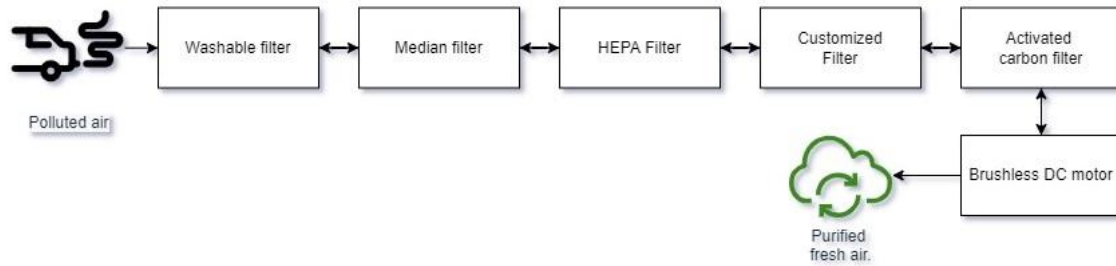 Washable filter
Median filter
HEPA Filter
Customized
Filter
Activated
carbon filter
Polluted air
Brushless DC motor
Purified
fresh air.